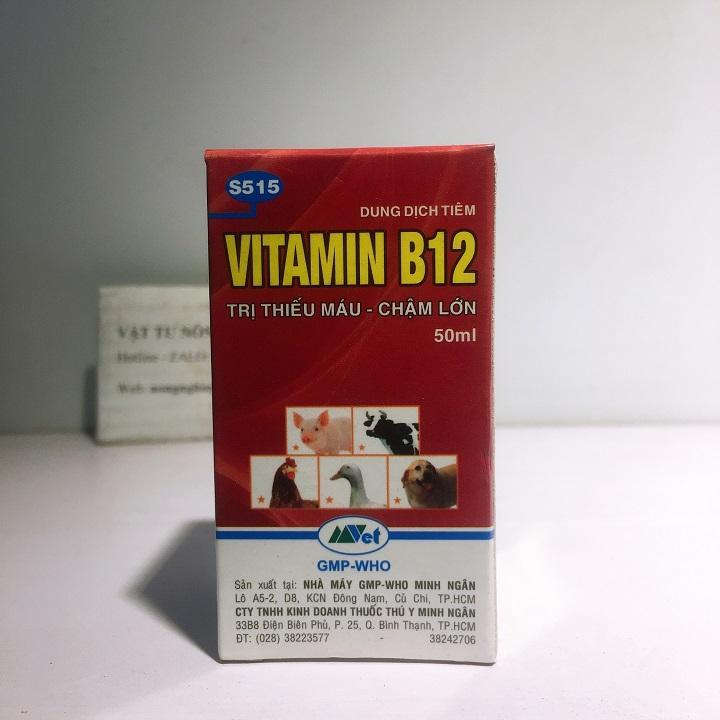 S515
DUNG DỊCH TIÊM
VITAMIN B12
TRỊ THIẾU MÁU - CHẬM LỚN
50ml
VẬT TƯ NÔ
Hotline - ZALO
Web:
MVet
GMP-WHO
Sản xuất tại: NHÀ MÁY GMP-WHO MINH NGÂN
Lô A5-2, D8, KCN Đông Nam, Củ Chi, TP.HCM
CTY TNHH KINH DOANH THUỐC THÚ Y MINH NGÂN
33B8 Điện Biên Phủ, P. 25, Q. Bình Thạnh, TP.HCM
ĐT: (028) 38223577 - 38242706